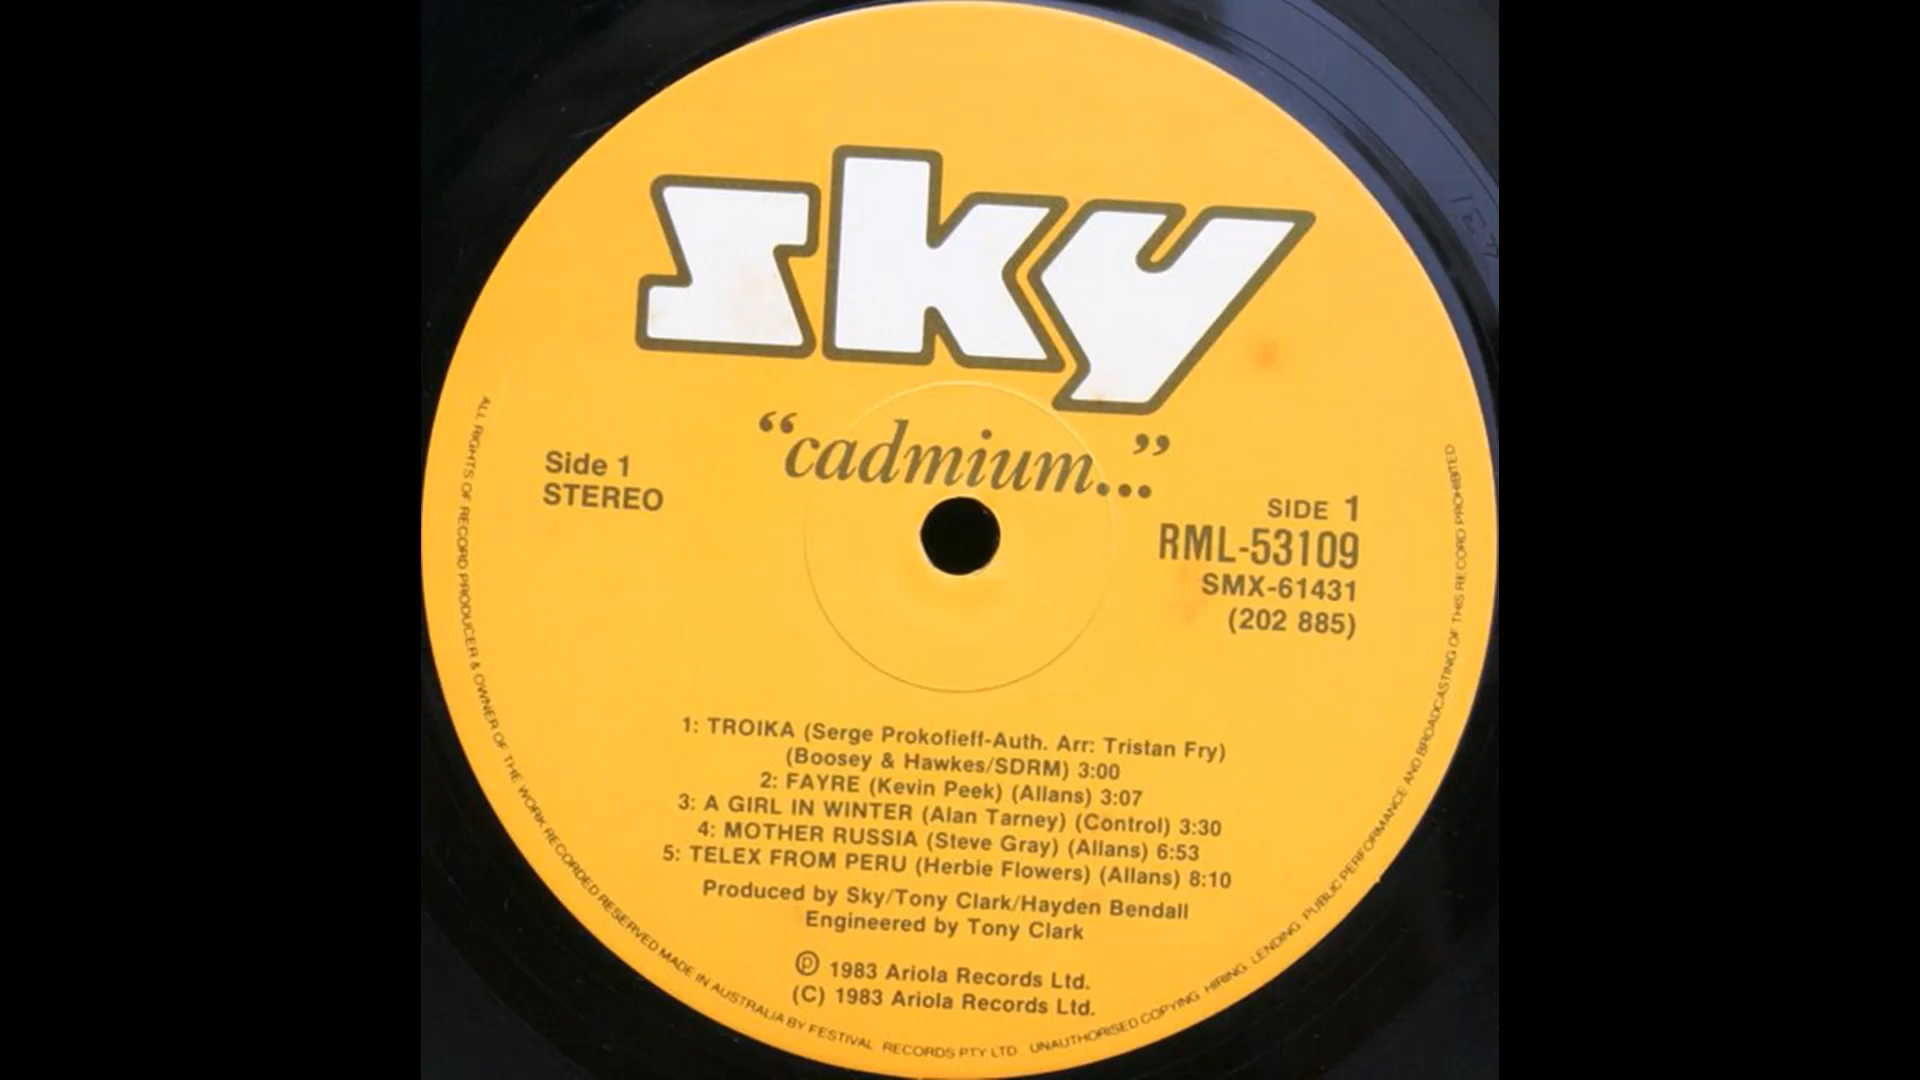 sky
“cadmium...”
Side 1
STEREO
SIDE 1
RML-53109
SMX-61431
(202 885)
1: TROIKA (Serge Prokofieff-Auth. Arr: Tristan Fry)
(Boosey & Hawkes/SDRM) 3:00
2: FAYRE (Kevin Peek) (Allans) 3:07
3: A GIRL IN WINTER (Alan Tarney) (Control) 3:30
4: MOTHER RUSSIA (Steve Gray) (Allans) 6:53
5: TELEX FROM PERU (Herbie Flowers) (Allans) 8:10
Produced by Sky/Tony Clark/Hayden Bendall
Engineered by Tony Clark
Ⓟ 1983 Ariola Records Ltd.
(C) 1983 Ariola Records Ltd.
ALL RIGHTS OF RECORD PRODUCER & OWNER OF THE WORK RECORDED RESERVED MADE IN AUSTRALIA BY FESTIVAL RECORDS PTY LTD UNAUTHORISED COPYING, HIRING, LENDING, PUBLIC PERFORMANCE AND BROADCASTING OF THIS RECORD PROHIBITED